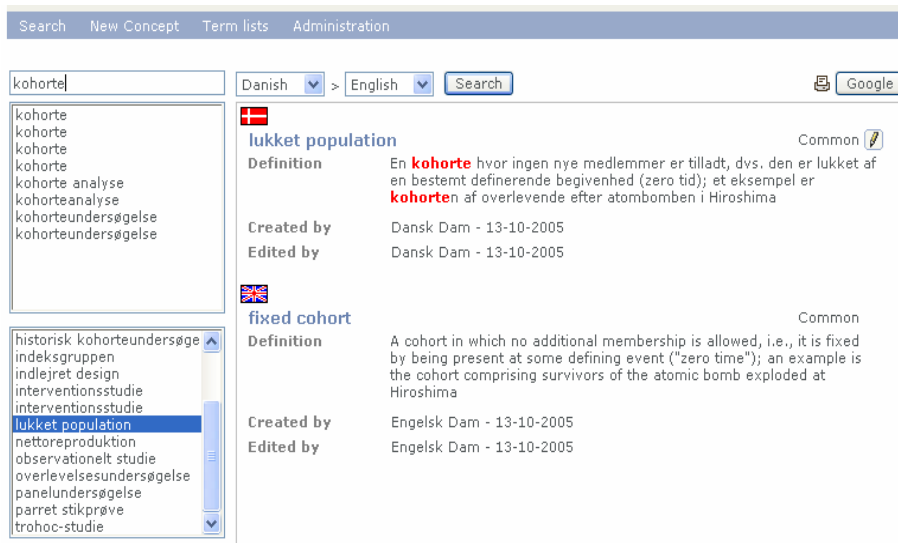 Search New Concept Term lists Administration
kohorte
Danish > English Search Google
kohorte
kohorte
kohorte
kohorte
kohorte analyse
kohorteanalyse
kohorteundersøgelse
kohorteundersøgelse
historisk kohorteundersøge
indeksgruppen
indlejret design
interventionsstudie
interventionsstudie
lukket population
nettoreproduktion
observationelt studie
overlevelsesundersøgelse
panelundersøgelse
parret stikprøve
trohoc-studie
lukket population Common
Definition En kohorte hvor ingen nye medlemmer er tilladt, dvs. den er lukket af
en bestemt definerende begivenhed (zero tid); et eksempel er
kohorten af overlevende efter atombomben i Hiroshima
Created by Dansk Dam - 13-10-2005
Edited by Dansk Dam - 13-10-2005
fixed cohort Common
Definition A cohort in which no additional membership is allowed, i.e., it is fixed
by being present at some defining event ("zero time"); an example is
the cohort comprising survivors of the atomic bomb exploded at
Hiroshima
Created by Engelsk Dam - 13-10-2005
Edited by Engelsk Dam - 13-10-2005